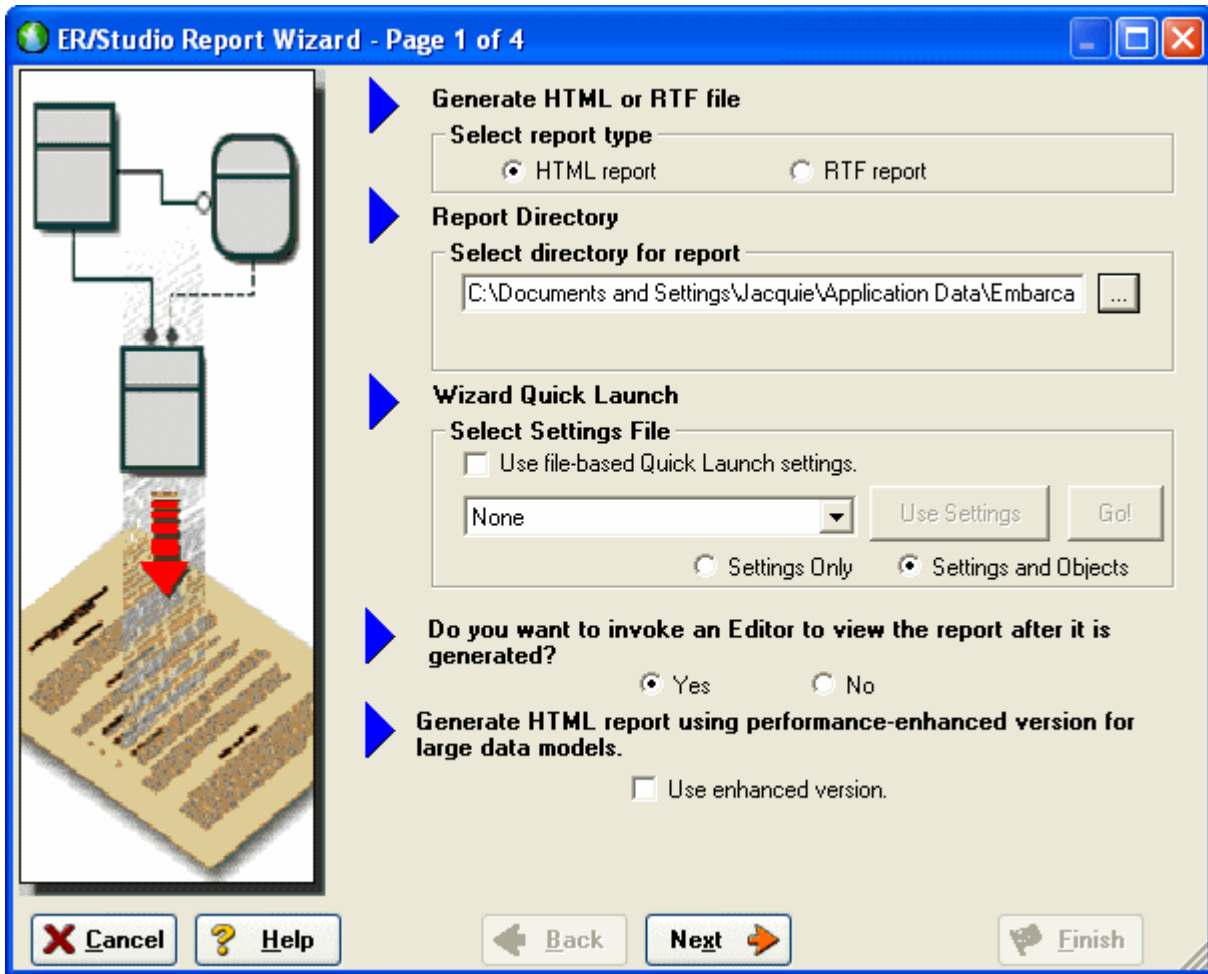 ER/Studio Report Wizard - Page 1 of 4
Generate HTML or RTF file
Select report type
HTML report
RTF report
Report Directory
Select directory for report
C:\Documents and Settings\Jacquie\Application Data\Embarca
...
Wizard Quick Launch
Select Settings File
Use file-based Quick Launch settings.
None
Use Settings
Go!
Settings Only
Settings and Objects
Do you want to invoke an Editor to view the report after it is
generated?
Yes
No
Generate HTML report using performance-enhanced version for
large data models.
Use enhanced version.
Cancel
Help
Back
Next
Finish